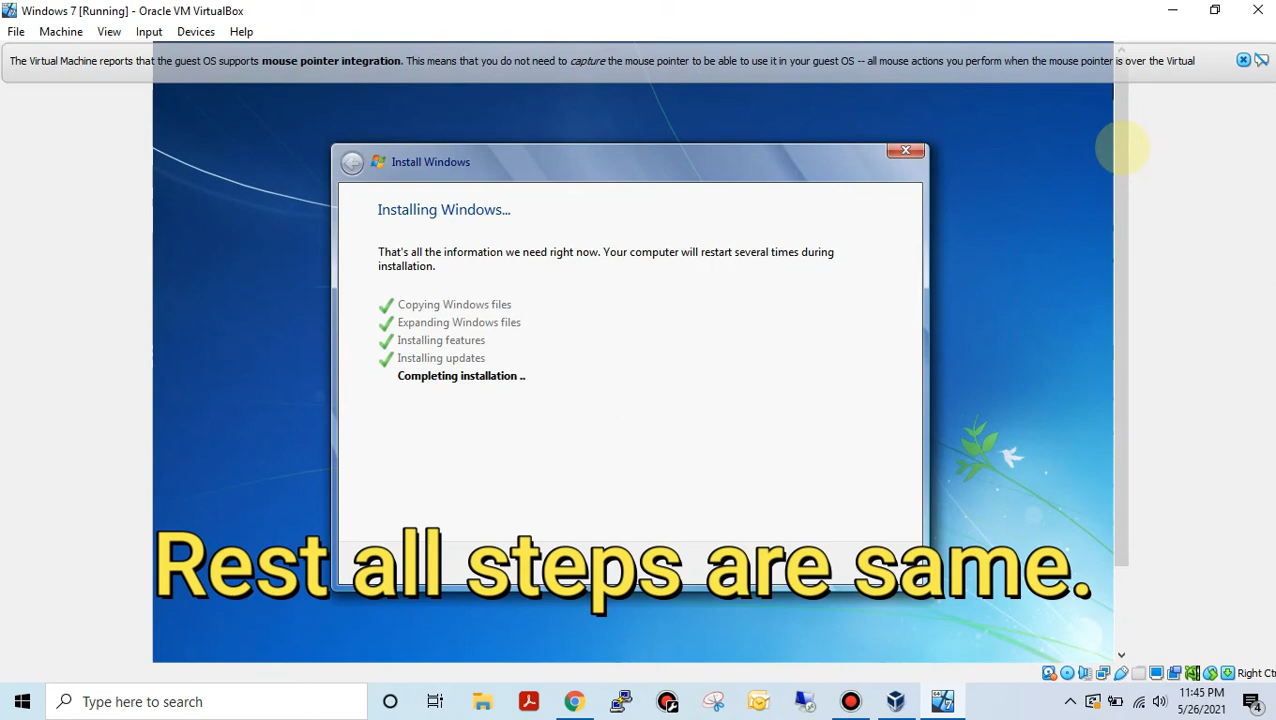 Windows 7 [Running] - Oracle VM VirtualBox
File Machine View Input Devices Help
The Virtual Machine reports that the guest OS supports mouse pointer integration. This means that you do not need to capture the mouse pointer to be able to use it in your guest OS -- all mouse actions you perform when the mouse pointer is over the Virtual
Install Windows
Installing Windows...
That's all the information we need right now. Your computer will restart several times during
installation.
Copying Windows files
Expanding Windows files
Installing features
Installing updates
Completing installation ..
Rest all steps are same.
Right Ct
Type here to search
11:45 PM
5/26/2021
4